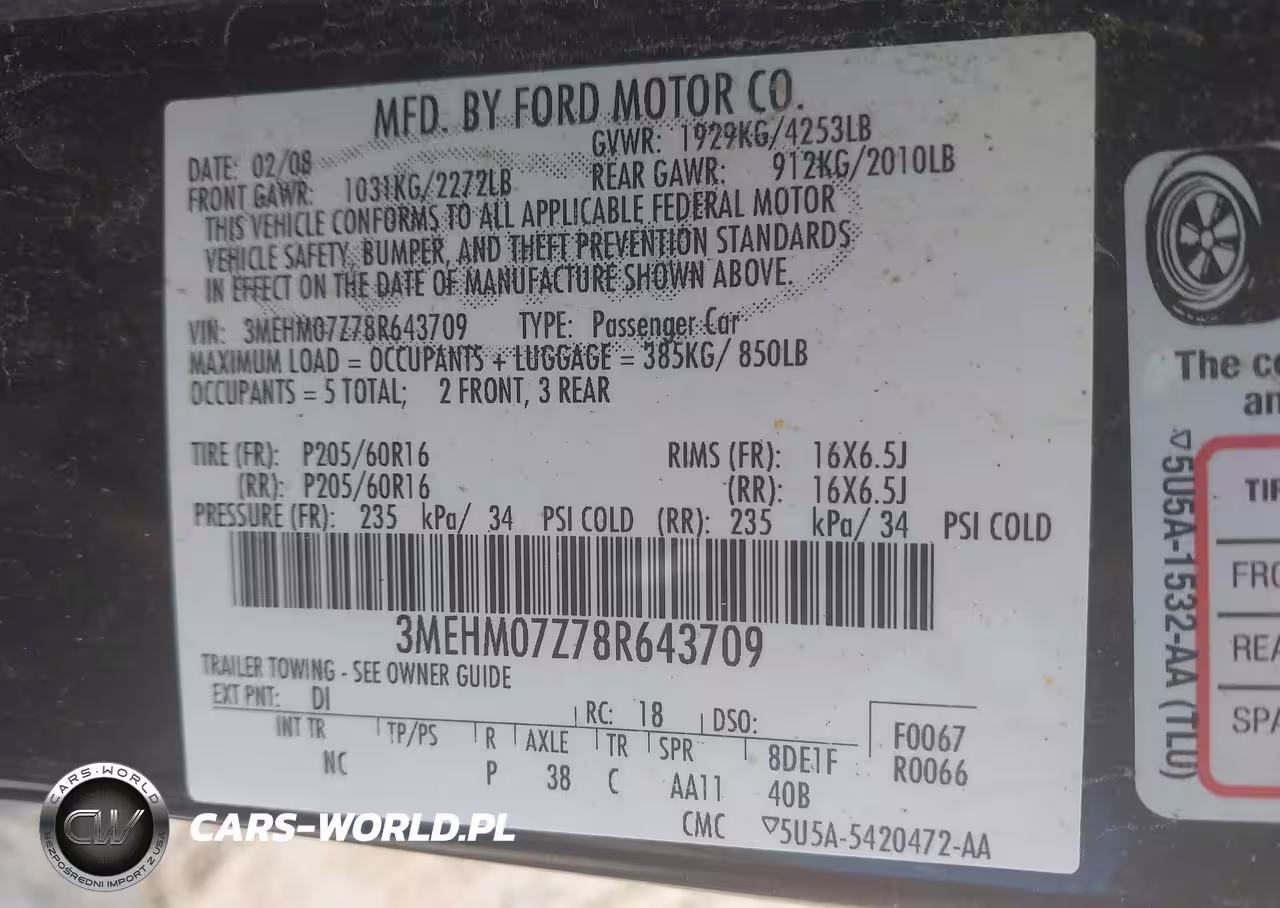 MFD. BY FORD MOTOR CO.
DATE: 02/08 GVWR: 1929KG/4253LB
FRONT GAWR: 1031KG/2272LB REAR GAWR: 912KG/2010LB
THIS VEHICLE CONFORMS TO ALL APPLICABLE FEDERAL MOTOR
VEHICLE SAFETY, BUMPER, AND THEFT PREVENTION STANDARDS
IN EFFECT ON THE DATE OF MANUFACTURE SHOWN ABOVE.
VIN: 3MEHM07Z78R643709 TYPE: Passenger Car
MAXIMUM LOAD = OCCUPANTS + LUGGAGE = 385KG/ 850LB
OCCUPANTS = 5 TOTAL; 2 FRONT, 3 REAR
TIRE (FR): P205/60R16 RIMS (FR): 16X6.5J
(RR): P205/60R16 (RR): 16X6.5J
PRESSURE (FR): 235 kPa/ 34 PSI COLD (RR): 235 kPa/ 34 PSI COLD
3MEHM07Z78R643709
TRAILER TOWING - SEE OWNER GUIDE
EXT PNT: DI RC: 18 DSO: F0067
INT TR TP/PS R AXLE TR SPR 8DE1F R0066
NC P 38 C AA11 40B
CMC ▽5U5A-5420472-AA
The co
an
▽5U5A-1532-AA (TLU)
TIR
FRO
REA
SPA
CARS-WORLD
CW
BEZPOŚREDNI IMPORT Z USA
CARS-WORLD.PL